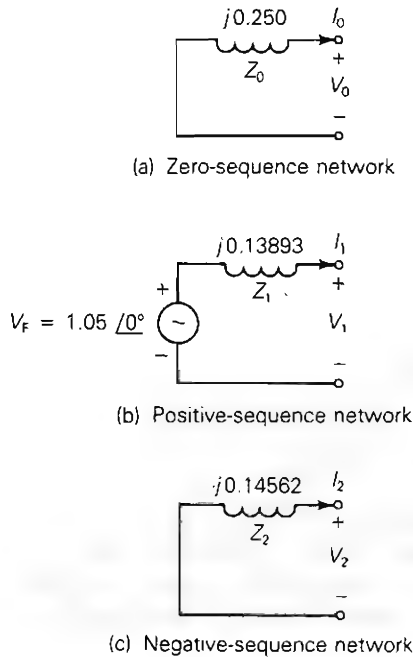 j0.250 I₀
Z₀
+
V₀
−
(a) Zero-sequence network
j0.13893 I₁
Z₁
+
+
V_F = 1.05 /0°
~
V₁
−
−
(b) Positive-sequence network
j0.14562 I₂
Z₂
+
V₂
−
(c) Negative-sequence network